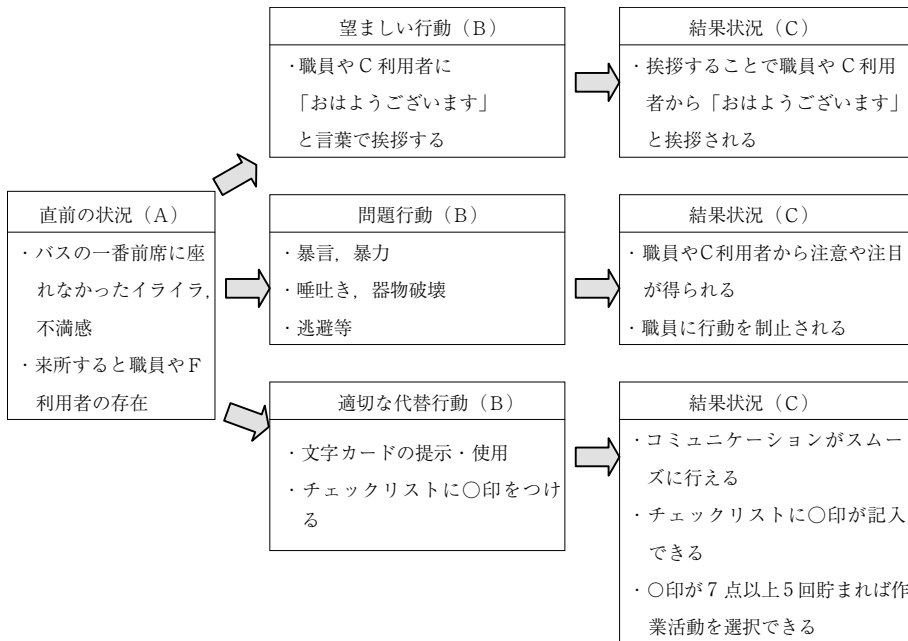 望ましい行動（B）
・職員やC利用者に
「おはようございます」
と言葉で挨拶する
結果状況（C）
・挨拶することで職員やC利用
者から「おはようございます」
と挨拶される
直前の状況（A）
・バスの一番前席に座
れなかったイライラ，
不満感
・来所すると職員やF
利用者の存在
問題行動（B）
・暴言，暴力
・唾吐き，器物破壊
・逃避等
結果状況（C）
・職員やC利用者から注意や注目
が得られる
・職員に行動を制止される
適切な代替行動（B）
・文字カードの提示・使用
・チェックリストに○印をつけ
る
結果状況（C）
・コミュニケーションがスムー
ズに行える
・チェックリストに○印が記入
できる
・○印が7点以上5回貯まれば作
業活動を選択できる